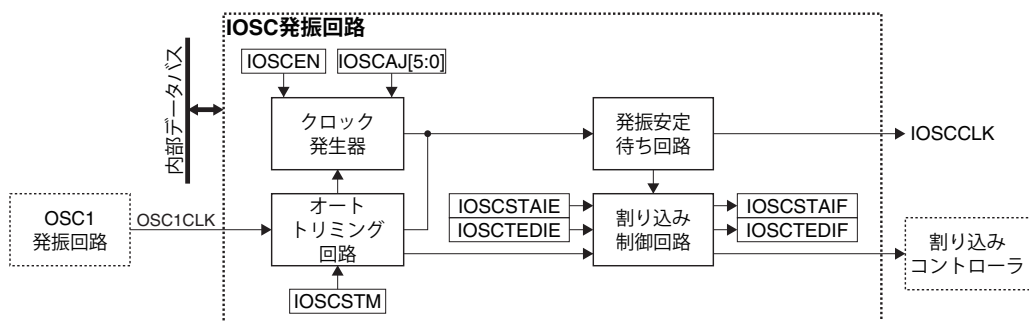 IOSC発振回路
内部データバス
IOSCEN
IOSCAJ[5:0]
クロック
発生器
発振安定
待ち回路
IOSCCLK
OSC1
発振回路
OSC1CLK
オート
トリミング
回路
IOSCSTAIE
IOSCTEDIE
割り込み
制御回路
IOSCSTAIF
IOSCTEDIF
割り込み
コントローラ
IOSCSTM